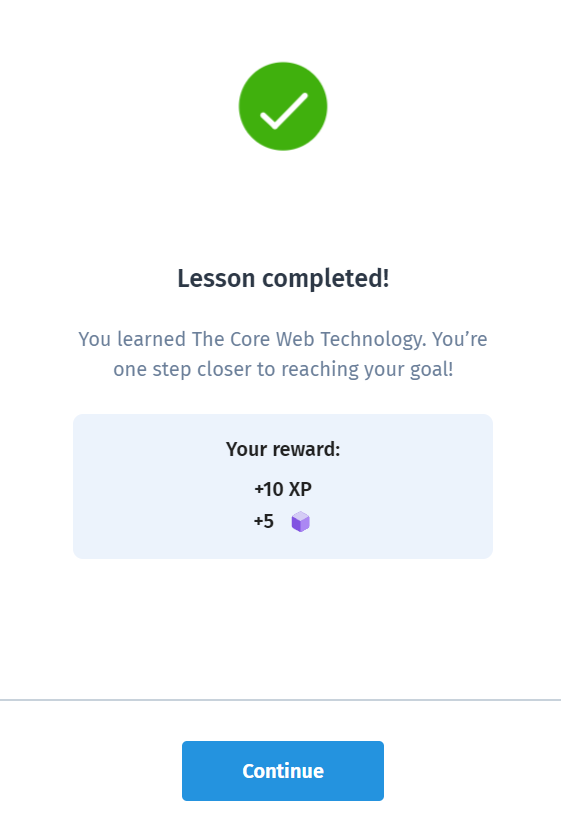 Lesson completed!
You learned The Core Web Technology. You’re
one step closer to reaching your goal!
Your reward:
+10 XP
+5
Continue